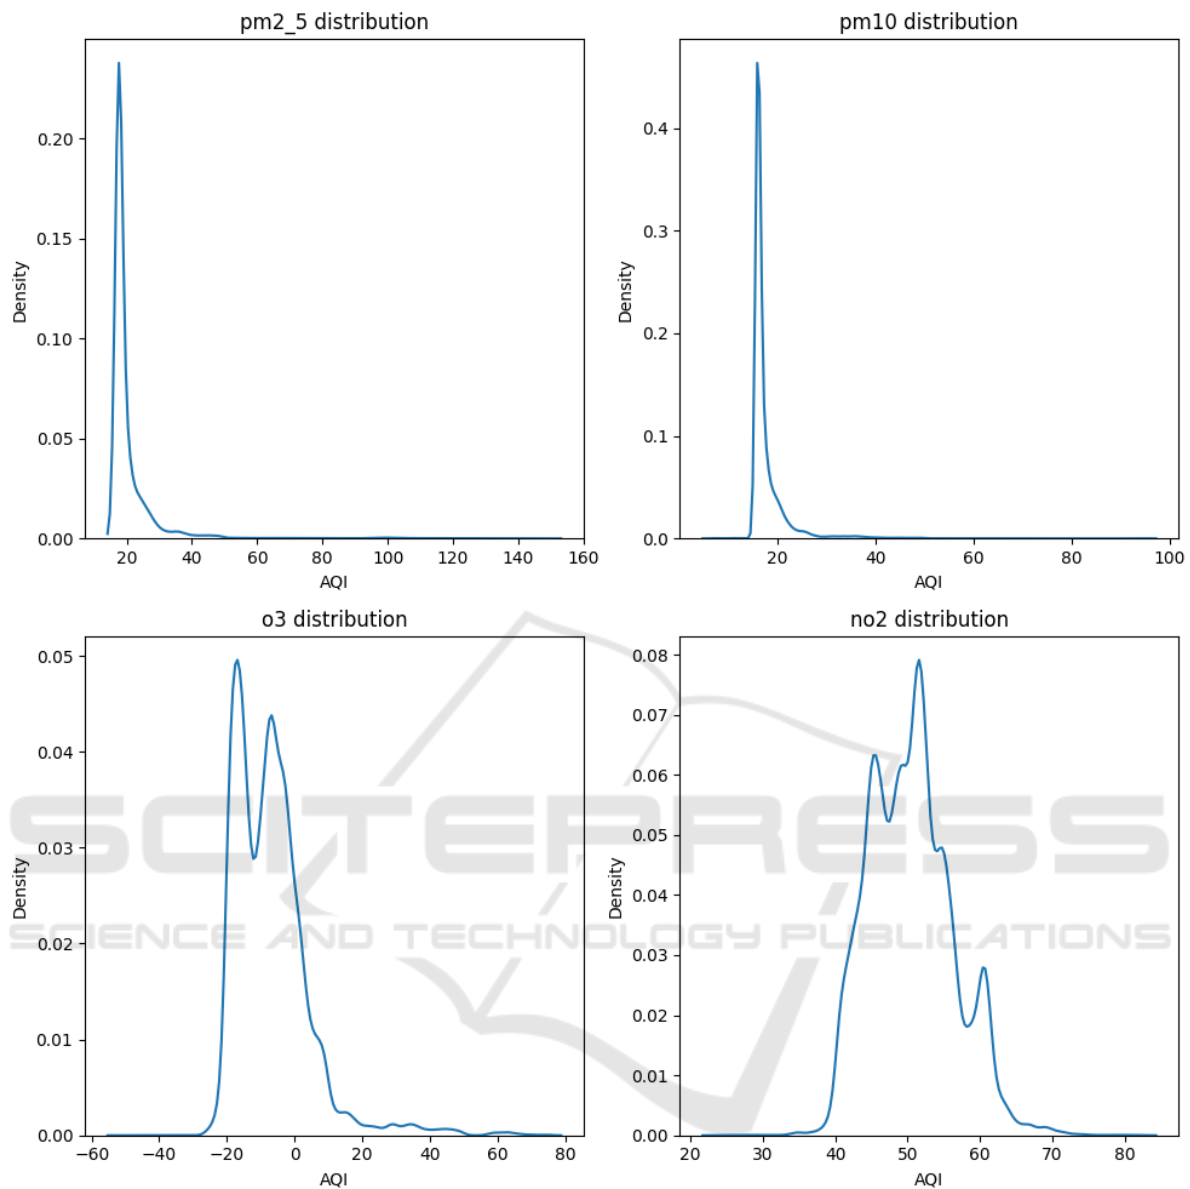 pm2_5 distribution
0.20
0.15
0.10
0.05
0.00
Density
20 40 60 80 100 120 140 160
AQI
pm10 distribution
0.4
0.3
0.2
0.1
0.0
Density
20 40 60 80 100
AQI
o3 distribution
0.05
0.04
0.03
0.02
0.01
0.00
Density
−60 −40 −20 0 20 40 60 80
AQI
no2 distribution
0.08
0.07
0.06
0.05
0.04
0.03
0.02
0.01
0.00
Density
20 30 40 50 60 70 80
AQI
SCITEPRESS
SCIENCE AND TECHNOLOGY PUBLICATIONS